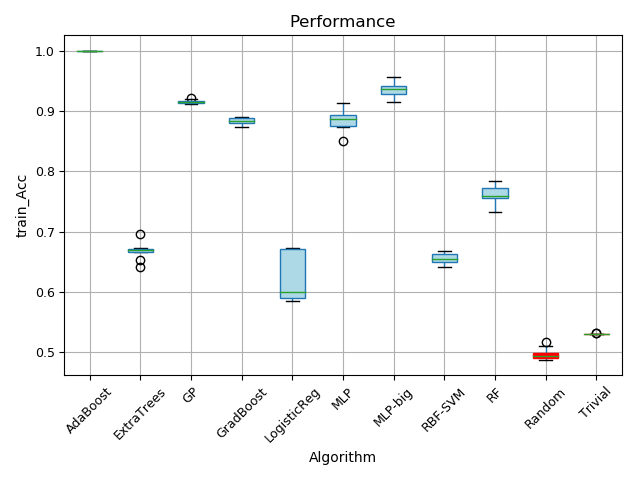 Performance
train_Acc
1.0
0.9
0.8
0.7
0.6
0.5
AdaBoost
ExtraTrees
GP
GradBoost
LogisticReg
MLP
MLP-big
RBF-SVM
RF
Random
Trivial
Algorithm